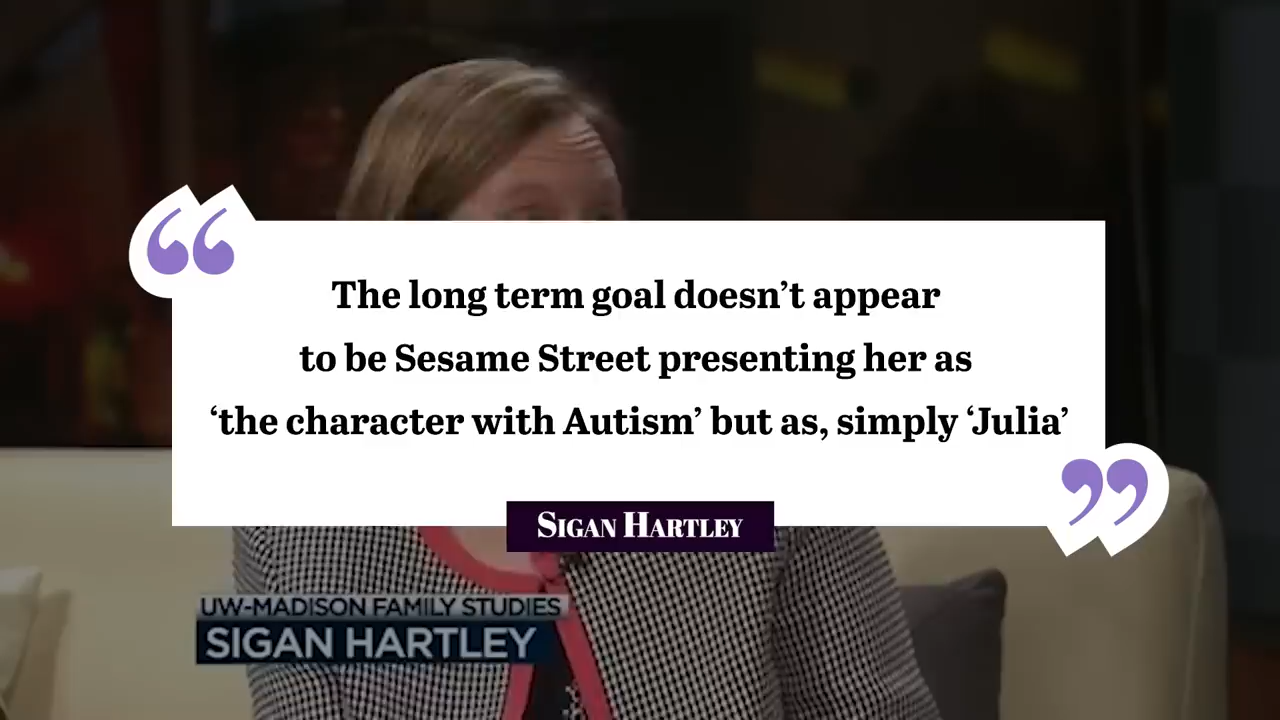 The long term goal doesn’t appear
to be Sesame Street presenting her as
‘the character with Autism’ but as, simply ‘Julia’
SIGAN HARTLEY
UW-MADISON FAMILY STUDIES
SIGAN HARTLEY